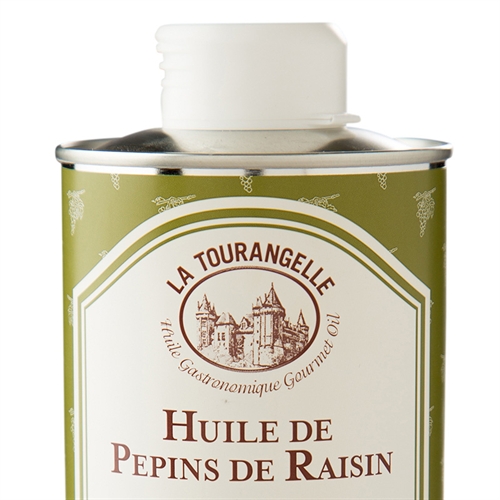 LA TOURANGELLE
Huile Gastronomique Gourmet Oil
HUILE DE
PEPINS DE RAISIN